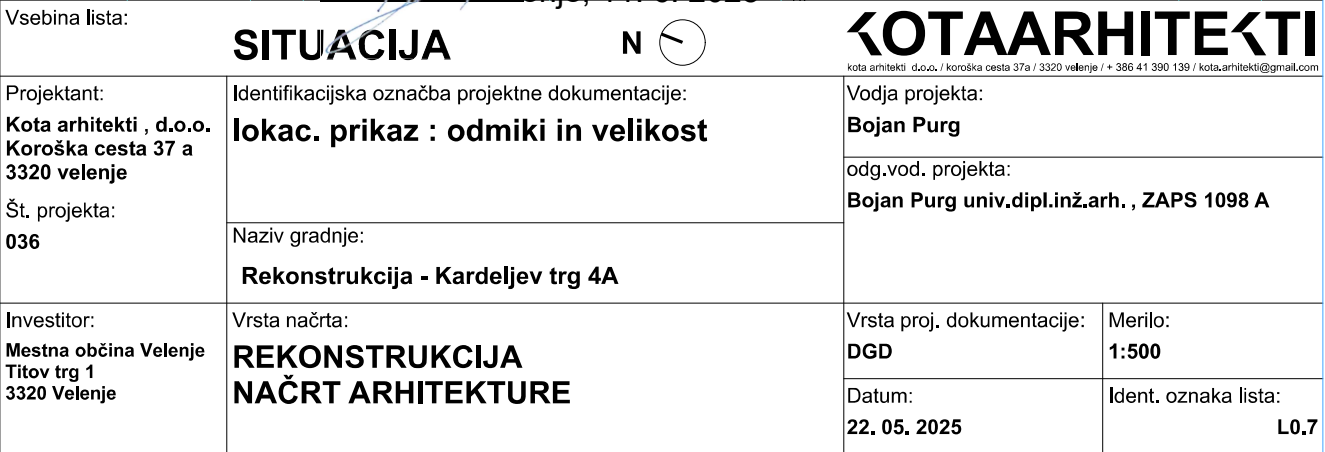 Vsebina lista:
SITUACIJA
N
KOTAARHITEKTI
kota arhitekti d.o.o. / koroška cesta 37a / 3320 velenje / + 386 41 390 139 / kota.arhitekti@gmail.com
Projektant:
Kota arhitekti , d.o.o.
Koroška cesta 37 a
3320 velenje
Št. projekta:
036
Identifikacijska označba projektne dokumentacije:
lokac. prikaz : odmiki in velikost
Naziv gradnje:
Rekonstrukcija - Kardeljev trg 4A
Vodja projekta:
Bojan Purg
odg.vod. projekta:
Bojan Purg univ.dipl.inž.arh. , ZAPS 1098 A
Investitor:
Mestna občina Velenje
Titov trg 1
3320 Velenje
Vrsta načrta:
REKONSTRUKCIJA
NAČRT ARHITEKTURE
Vrsta proj. dokumentacije:
DGD
Merilo:
1:500
Datum:
22. 05. 2025
Ident. oznaka lista:
L0.7